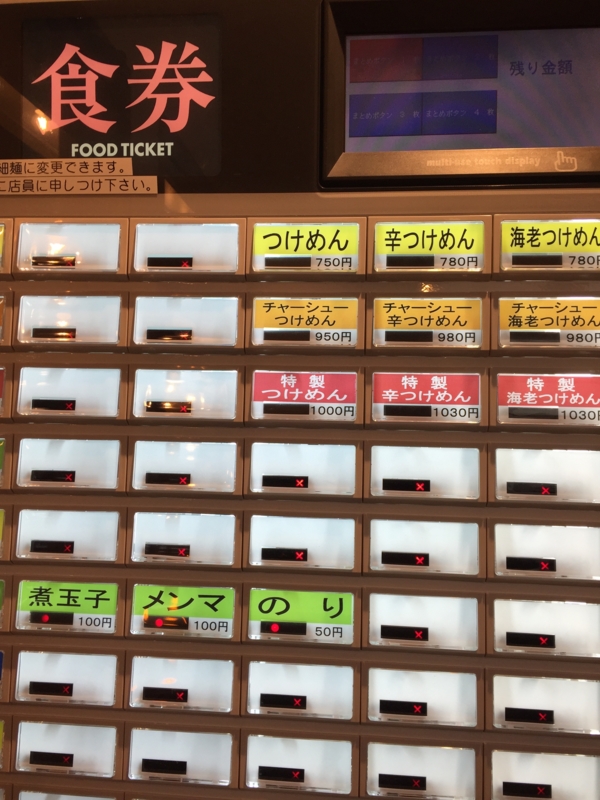 食券
FOOD TICKET
細麺に変更できます。
店員に申しつけ下さい。
残り金額
multi-use touch display
つけめん
750円
辛つけめん
780円
海老つけめん
780円
チャーシュー
つけめん
950円
チャーシュー
辛つけめん
980円
チャーシュー
海老つけめん
980円
特製
つけめん
1000円
特製
辛つけめん
1030円
特製
海老つけめん
1030円
煮玉子
100円
メンマ
100円
のり
50円